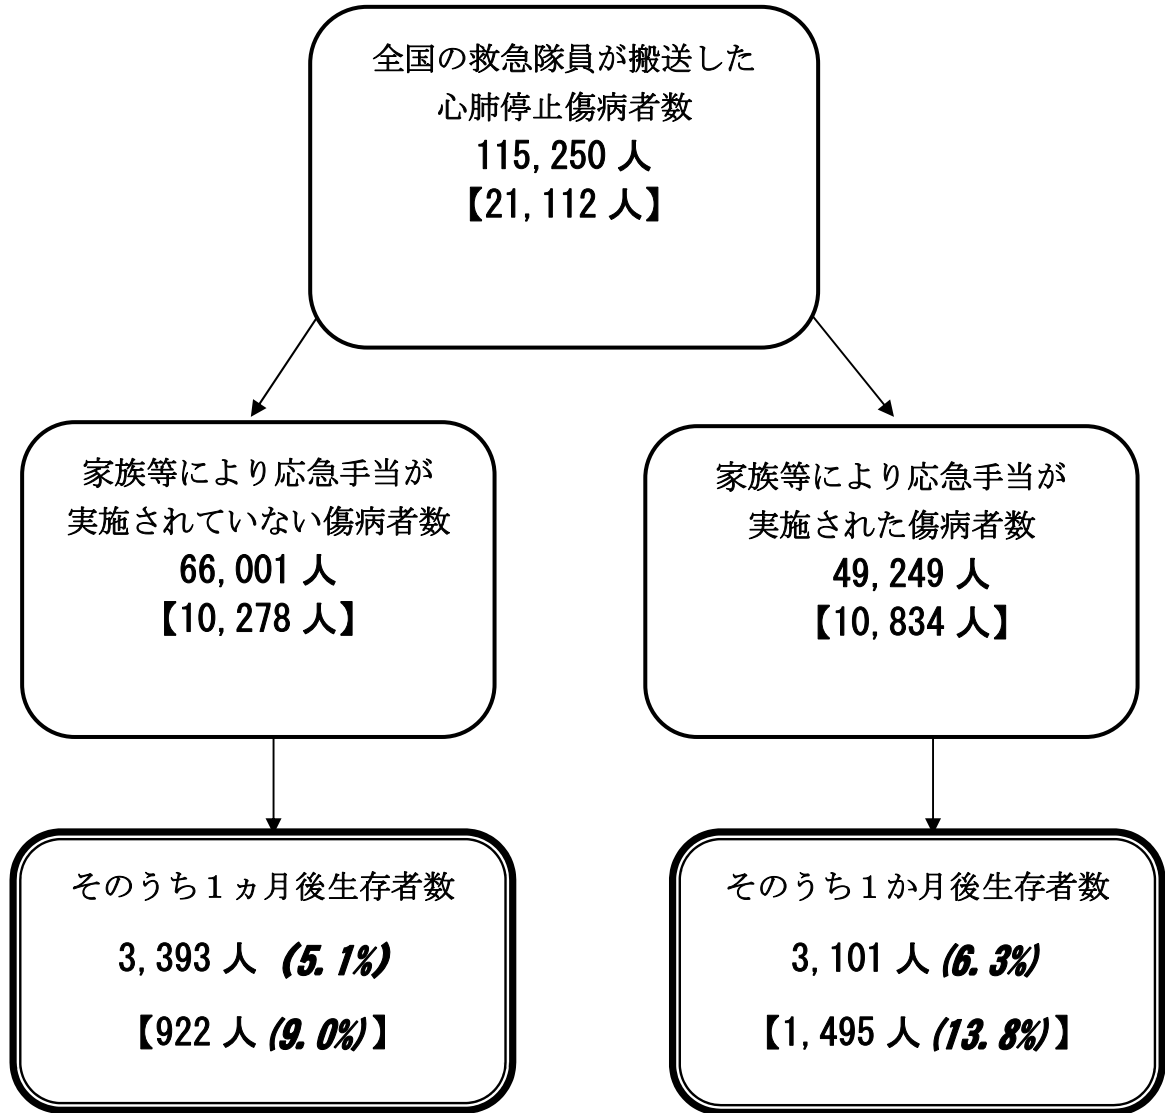 全国の救急隊員が搬送した
心肺停止傷病者数
115,250 人
【21,112 人】
家族等により応急手当が
実施されていない傷病者数
66,001 人
【10,278 人】
家族等により応急手当が
実施された傷病者数
49,249 人
【10,834 人】
そのうち１ヵ月後生存者数
3,393 人 (5.1%)
【922 人 (9.0%)】
そのうち１か月後生存者数
3,101 人 (6.3%)
【1,495 人 (13.8%)】